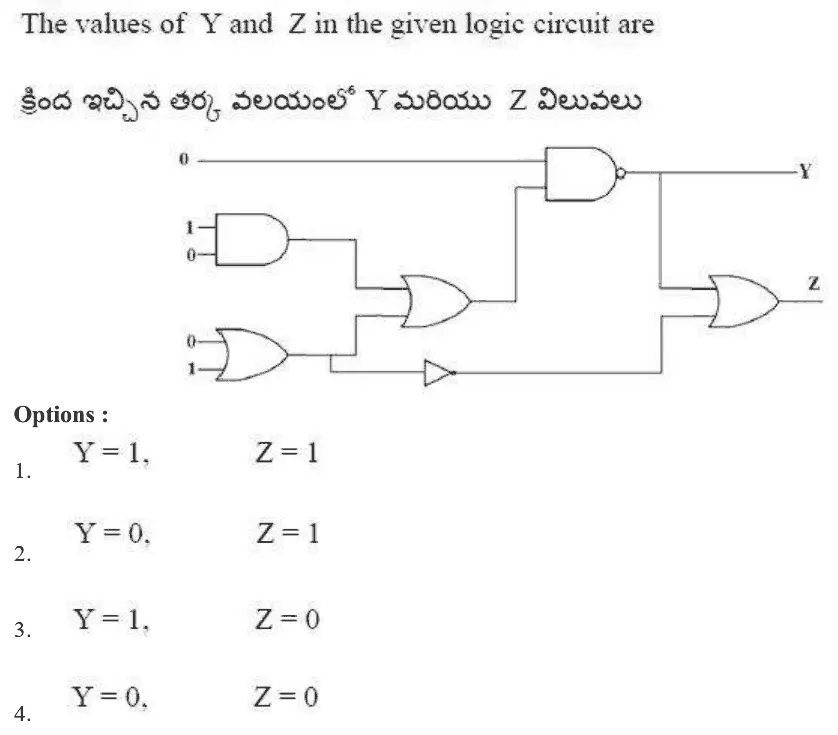 The values of Y and Z in the given logic circuit are
క్రింద ఇచ్చిన తర్క వలయంలో Y మరియు Z విలువలు
0
Y
1
0
Z
0
1
Options :
1. Y = 1, Z = 1
2. Y = 0, Z = 1
3. Y = 1, Z = 0
4. Y = 0, Z = 0